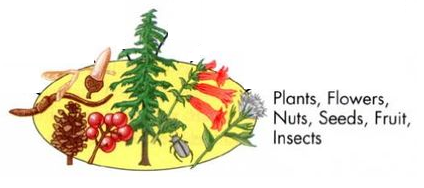 Plants, Flowers,
Nuts, Seeds, Fruit,
Insects